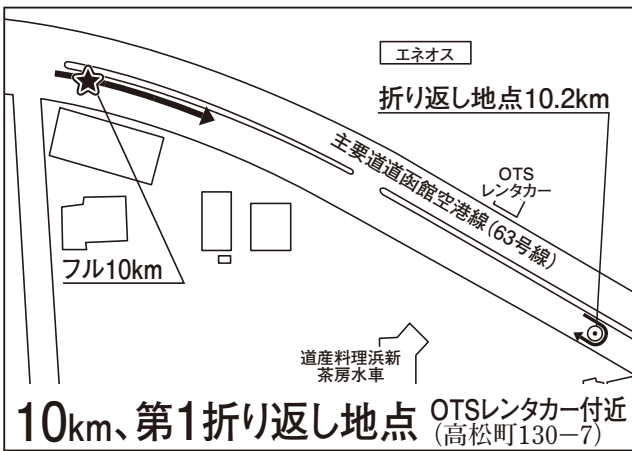 エネオス
折り返し地点10.2km
主要道道函館空港線(63号線)
OTS
レンタカー
フル10km
道産料理浜新
茶房水車
10km、第1折り返し地点 OTSレンタカー付近
(高松町130−7)